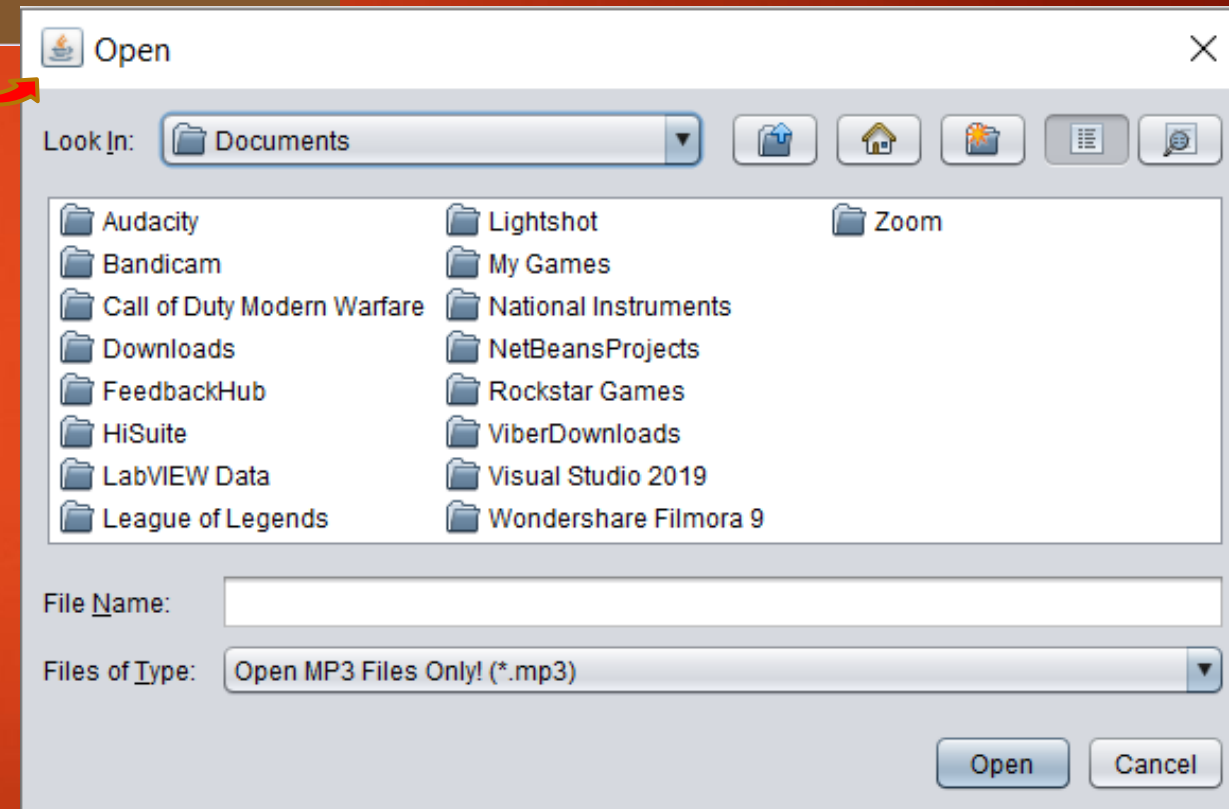 Open
Look In: Documents
Audacity Lightshot Zoom
Bandicam My Games
Call of Duty Modern Warfare National Instruments
Downloads NetBeansProjects
FeedbackHub Rockstar Games
HiSuite ViberDownloads
LabVIEW Data Visual Studio 2019
League of Legends Wondershare Filmora 9
File Name:
Files of Type: Open MP3 Files Only! (*.mp3)
Open Cancel